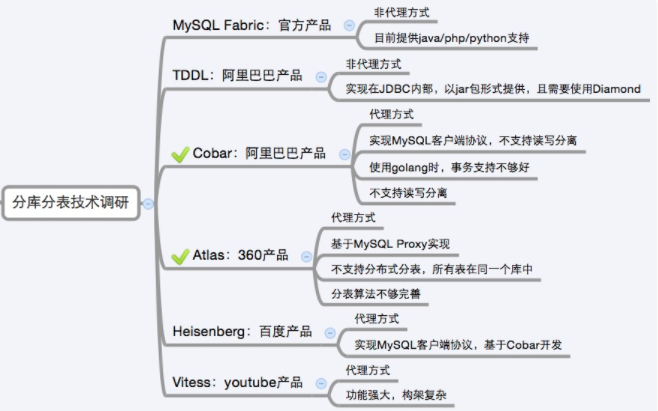 分库分表技术调研
MySQL Fabric：官方产品
非代理方式
目前提供java/php/python支持
TDDL：阿里巴巴产品
非代理方式
实现在JDBC内部，以jar包形式提供，且需要使用Diamond
Cobar：阿里巴巴产品
代理方式
实现MySQL客户端协议，不支持读写分离
使用golang时，事务支持不够好
不支持读写分离
Atlas：360产品
代理方式
基于MySQL Proxy实现
不支持分布式分表，所有表在同一个库中
分表算法不够完善
Heisenberg：百度产品
代理方式
实现MySQL客户端协议，基于Cobar开发
Vitess：youtube产品
代理方式
功能强大，构架复杂